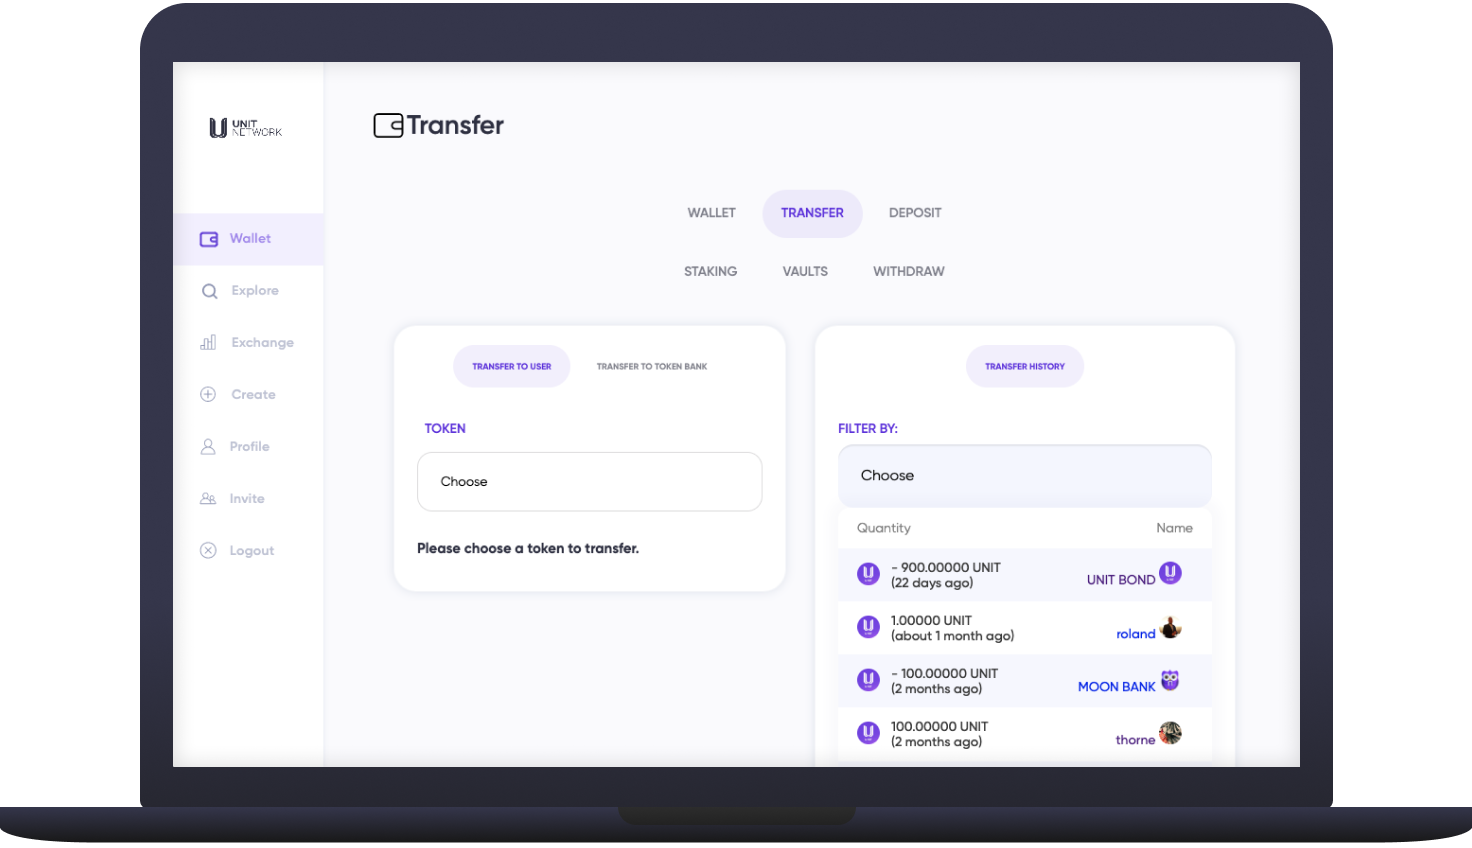 UNIT
NETWORK
Transfer
WALLET TRANSFER DEPOSIT
STAKING VAULTS WITHDRAW
Wallet
Explore
Exchange
Create
Profile
Invite
Logout
TRANSFER TO USER TRANSFER TO TOKEN BANK
TOKEN
Choose
Please choose a token to transfer.
TRANSFER HISTORY
FILTER BY:
Choose
Quantity Name
- 900.00000 UNIT
(22 days ago)
UNIT BOND
1.00000 UNIT
(about 1 month ago)
roland
- 100.00000 UNIT
(2 months ago)
MOON BANK
100.00000 UNIT
(2 months ago)
thorne